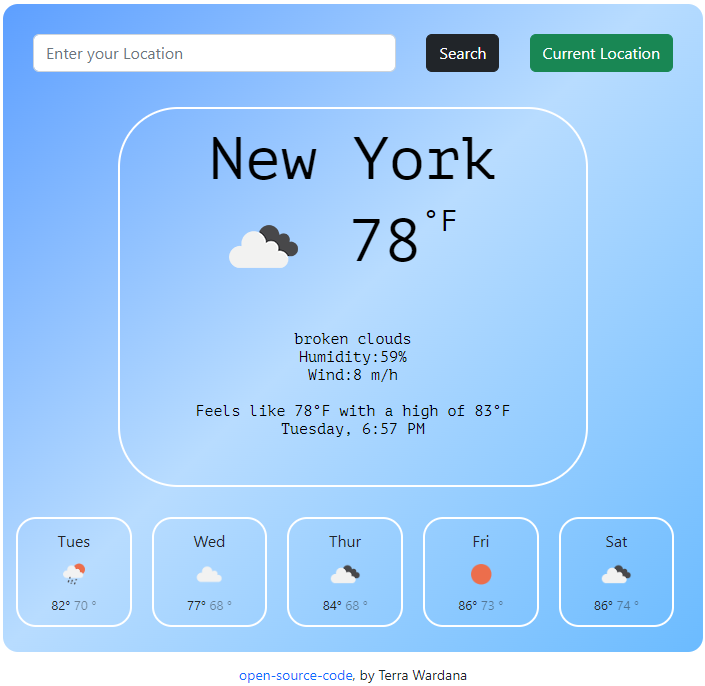 Enter your Location Search Current Location
New York
78°F
broken clouds
Humidity:59%
Wind:8 m/h
Feels like 78°F with a high of 83°F
Tuesday, 6:57 PM
Tues Wed Thur Fri Sat
82° 70 ° 77° 68 ° 84° 68 ° 86° 73 ° 86° 74 °
open-source-code, by Terra Wardana